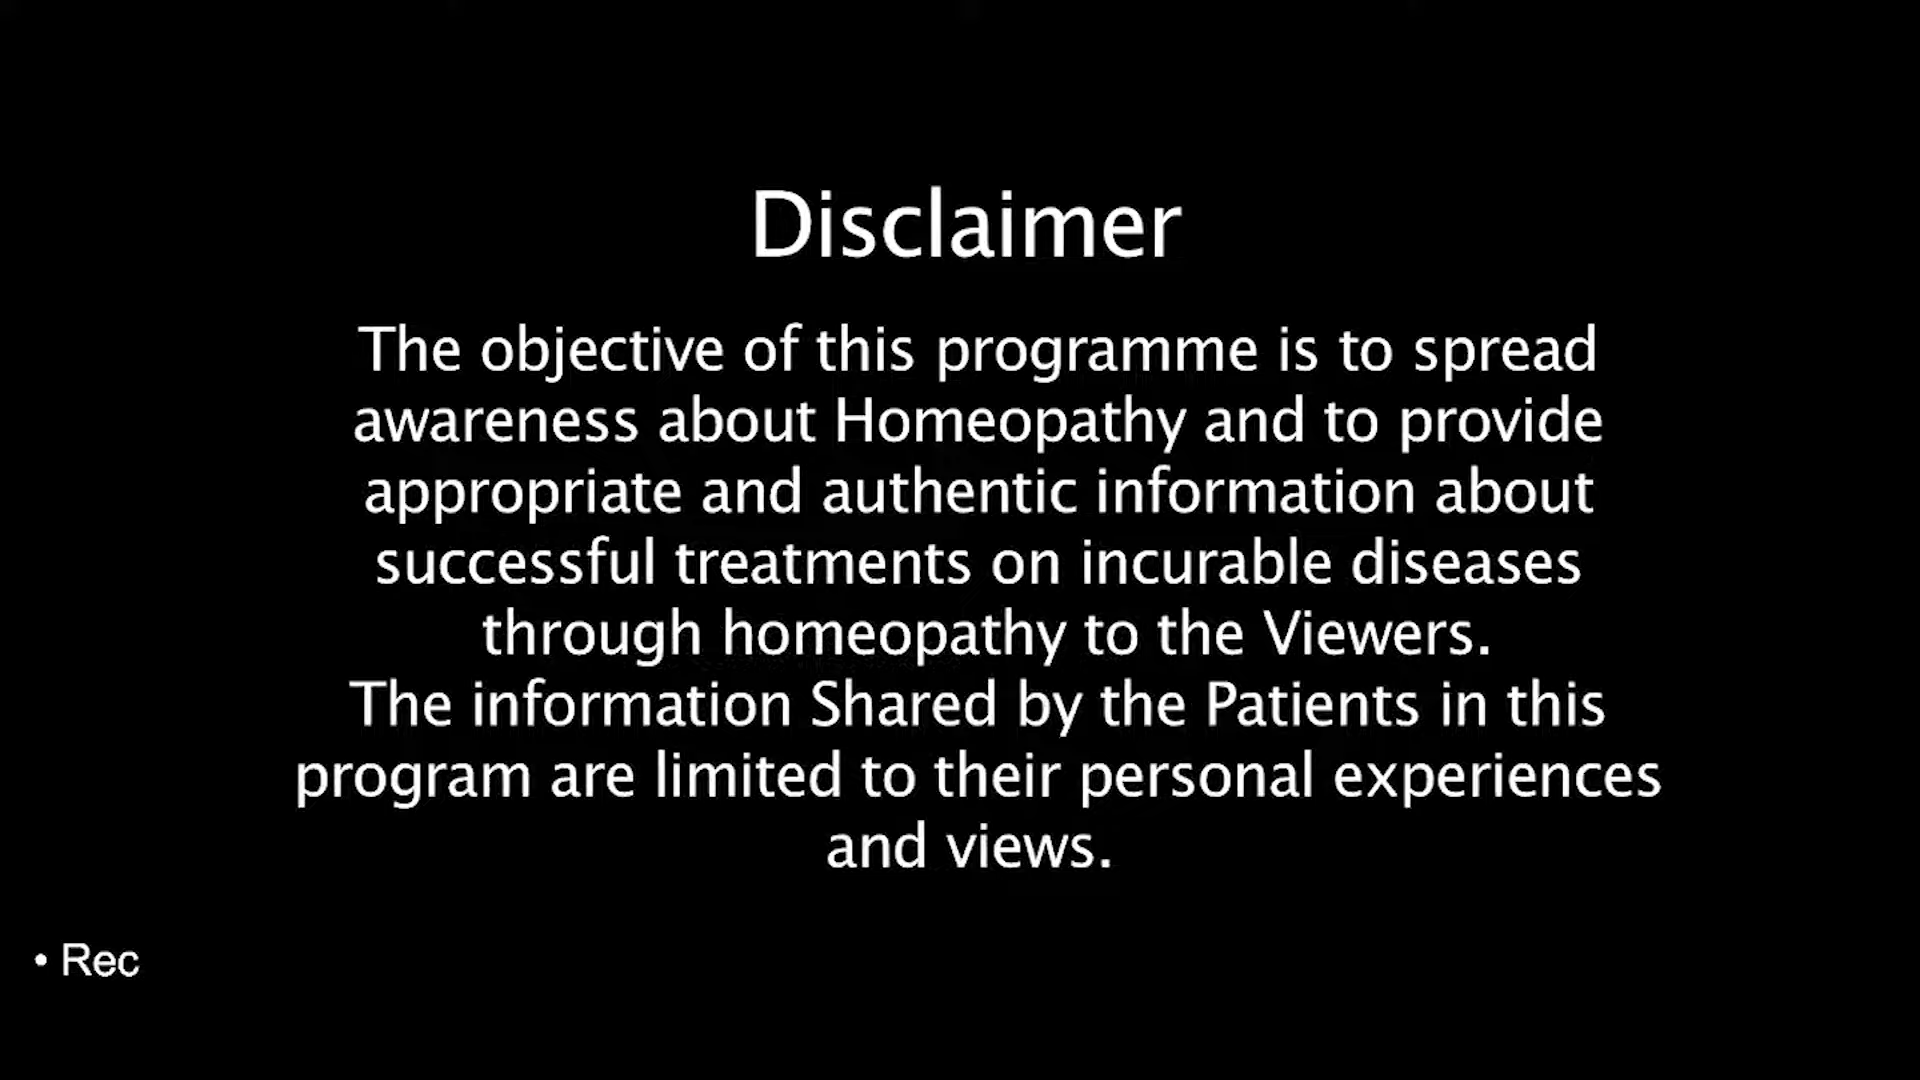 Disclaimer
The objective of this programme is to spread
awareness about Homeopathy and to provide
appropriate and authentic information about
successful treatments on incurable diseases
through homeopathy to the Viewers.
The information Shared by the Patients in this
program are limited to their personal experiences
and views.
• Rec